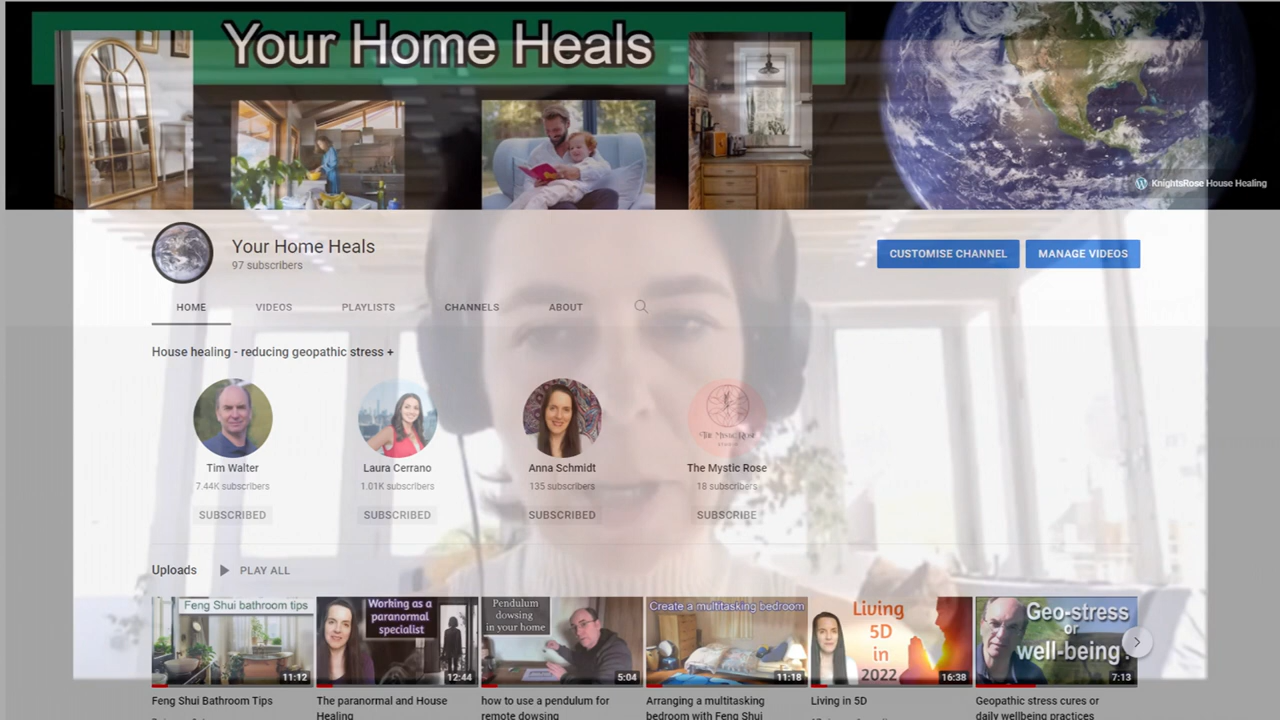 Your Home Heals
KnightsRose House Healing
Your Home Heals
97 subscribers
CUSTOMISE CHANNEL
MANAGE VIDEOS
HOME
VIDEOS
PLAYLISTS
CHANNELS
ABOUT
House healing - reducing geopathic stress +
Tim Walter
Laura Cerrano
Anna Schmidt
The Mystic Rose
7.44K subscribers
1.01K subscribers
135 subscribers
18 subscribers
SUBSCRIBED
SUBSCRIBED
SUBSCRIBED
SUBSCRIBE
Uploads
PLAY ALL
Feng Shui bathroom tips
11:12
Working as a
paranormal
specialist
12:44
Pendulum
dowsing
in your home
5:04
Create a multitasking bedroom
11:18
Living
5D
in
2022
16:38
Geo-stress
or
well-being
7:13
Feng Shui Bathroom Tips
The paranormal and House
Healing
how to use a pendulum for
remote dowsing
Arranging a multitasking
bedroom with Feng Shui
Living in 5D
Geopathic stress cures or
daily wellbeing practices